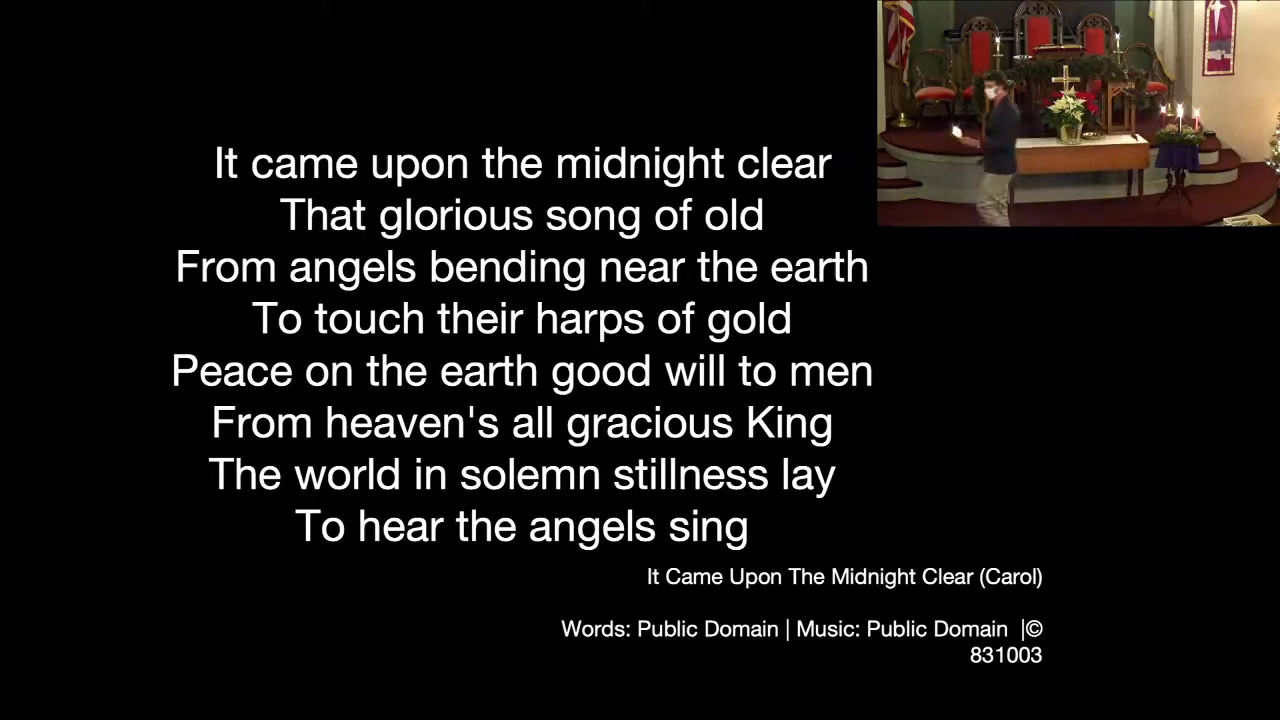 It came upon the midnight clear
That glorious song of old
From angels bending near the earth
To touch their harps of gold
Peace on the earth good will to men
From heaven's all gracious King
The world in solemn stillness lay
To hear the angels sing
It Came Upon The Midnight Clear (Carol)
Words: Public Domain | Music: Public Domain |©
831003